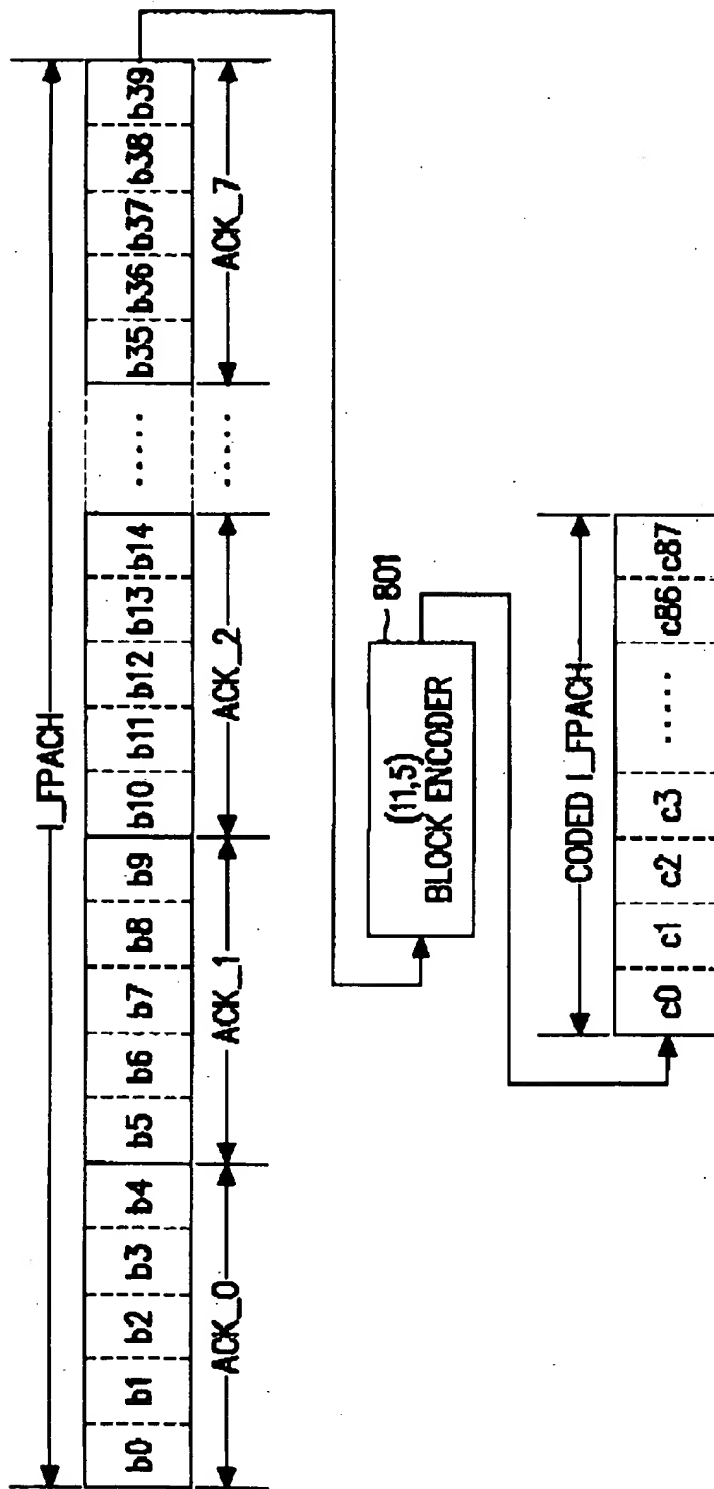 I_FPACH
b0 b1 b2 b3 b4 b5 b6 b7 b8 b9 b10 b11 b12 b13 b14 ..... b35 b36 b37 b38 b39
ACK_0 ACK_1 ACK_2 ..... ACK_7
801
(11,5)
BLOCK ENCODER
CODED I_FPACH
c0 c1 c2 c3 ..... c86 c87